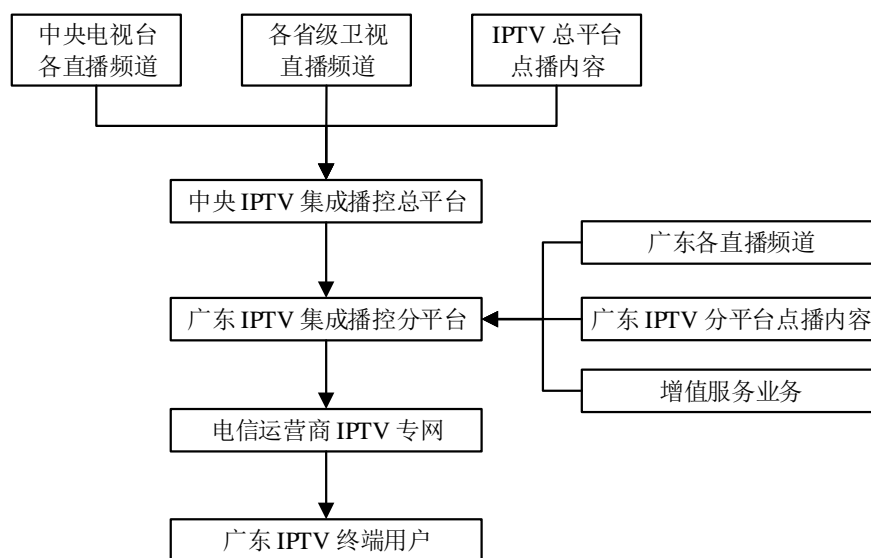 中央电视台
各直播频道
各省级卫视
直播频道
IPTV 总平台
点播内容
中央 IPTV 集成播控总平台
广东各直播频道
广东 IPTV 集成播控分平台
广东 IPTV 分平台点播内容
增值服务业务
电信运营商 IPTV 专网
广东 IPTV 终端用户